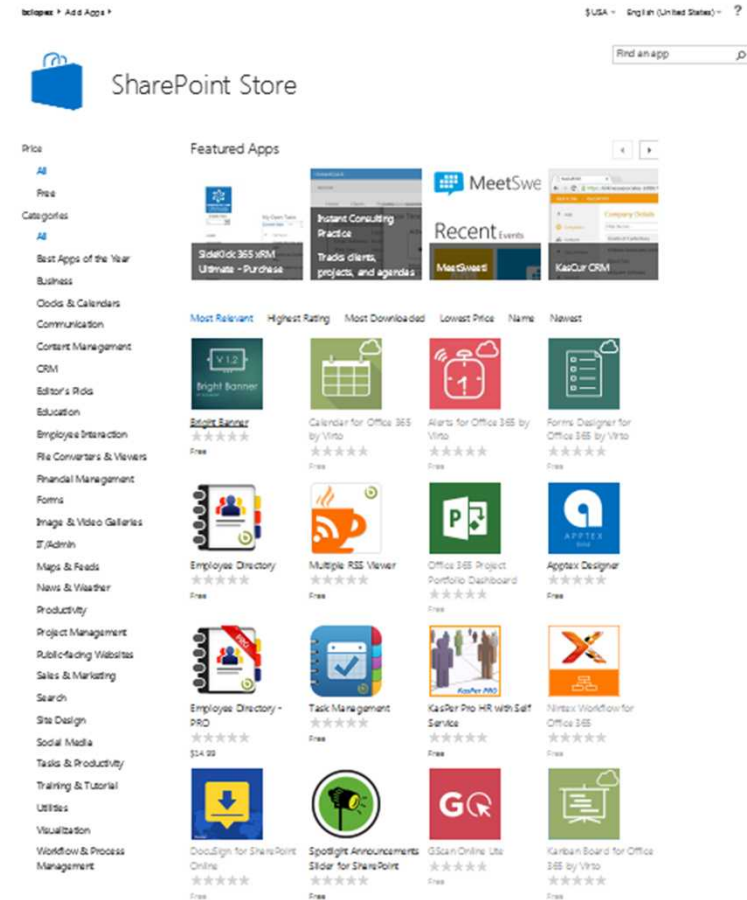 bclopez ▸ Add Apps ▸
$ USA English (United States) ?
Find an app
SharePoint Store
Price
All
Free
Categories
All
Best Apps of the Year
Business
Clocks & Calendars
Communication
Content Management
CRM
Editor's Picks
Education
Employee Interaction
File Converters & Viewers
Financial Management
Forms
Image & Video Galleries
IT/Admin
Maps & Feeds
News & Weather
Productivity
Project Management
Public-facing Websites
Sales & Marketing
Search
Site Design
Social Media
Tasks & Productivity
Training & Tutorial
Utilities
Visualization
Workflow & Process
Management
Featured Apps
SideKick 365 xRM
Ultimate - Purchase
Instant Consulting
Practice
Tracks clients,
projects, and agendas
MeetSwe
Recent Events
MeetSweet!
Company Details
KasCur CRM
Most Relevant Highest Rating Most Downloaded Lowest Price Name Newest
V 1.2
Bright Banner
Bright Banner
Free
Calendar for Office 365
by Virto
Free
1
Alerts for Office 365 by
Virto
Free
Forms Designer for
Office 365 by Virto
Free
Employee Directory
Free
Multiple RSS Viewer
Free
P
Office 365 Project
Portfolio Dashboard
Free
APPTEX
Apptex Designer
Free
PRO
Employee Directory -
PRO
$14.99
Task Management
Free
KasPer PRO
KasPer Pro HR with Self
Service
Free
Nintex Workflow for
Office 365
Free
DocuSign for SharePoint
Online
Free
Spotlight Announcements
Slider for SharePoint
Free
G
GScan Online Lite
Free
Kanban Board for Office
365 by Virto
Free